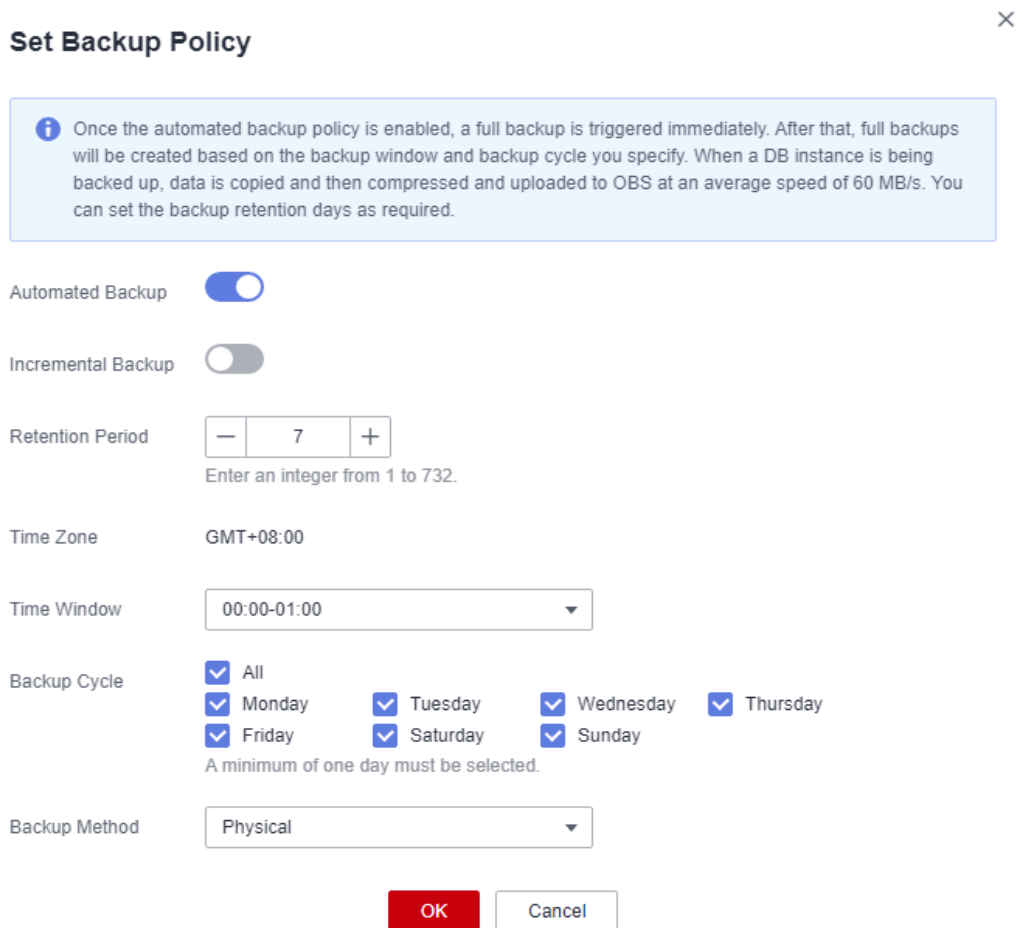 Set Backup Policy
Once the automated backup policy is enabled, a full backup is triggered immediately. After that, full backups
will be created based on the backup window and backup cycle you specify. When a DB instance is being
backed up, data is copied and then compressed and uploaded to OBS at an average speed of 60 MB/s. You
can set the backup retention days as required.
Automated Backup
Incremental Backup
Retention Period 7
Enter an integer from 1 to 732.
Time Zone GMT+08:00
Time Window 00:00-01:00
Backup Cycle All
Monday Tuesday Wednesday Thursday
Friday Saturday Sunday
A minimum of one day must be selected.
Backup Method Physical
OK Cancel